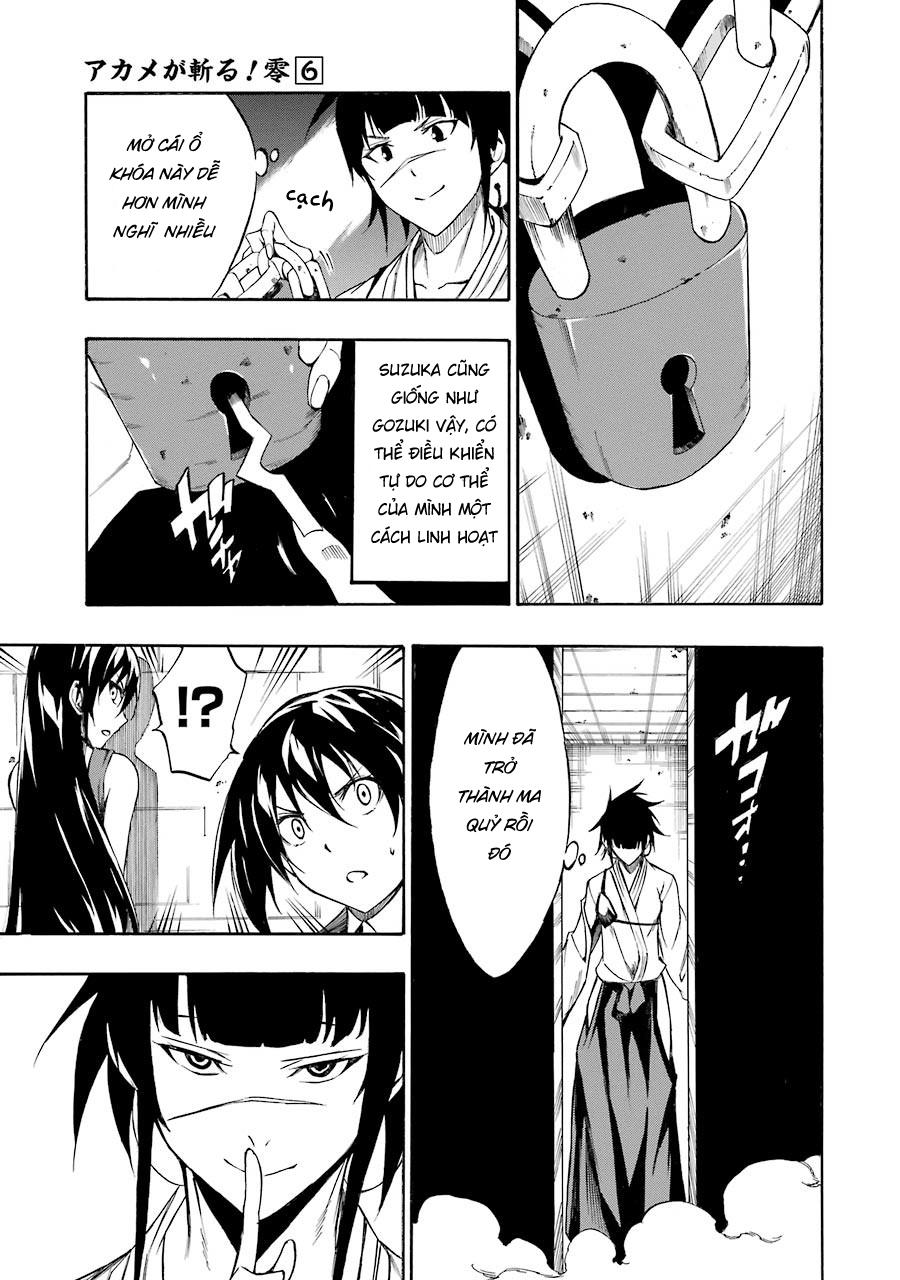 アカメが斬る!零6
MỞ CÁI Ổ
KHÓA NÀY DỄ
HƠN MÌNH
NGHĨ NHIỀU
cạch
SUZUKA CŨNG
GIỐNG NHƯ
GOZUKI VẬY, CÓ
THỂ ĐIỀU KHIỂN
TỰ DO CƠ THỂ
CỦA MÌNH MỘT
CÁCH LINH HOẠT
MÌNH ĐÃ
TRỞ
THÀNH MA
QUỶ RỒI
ĐÓ
!?